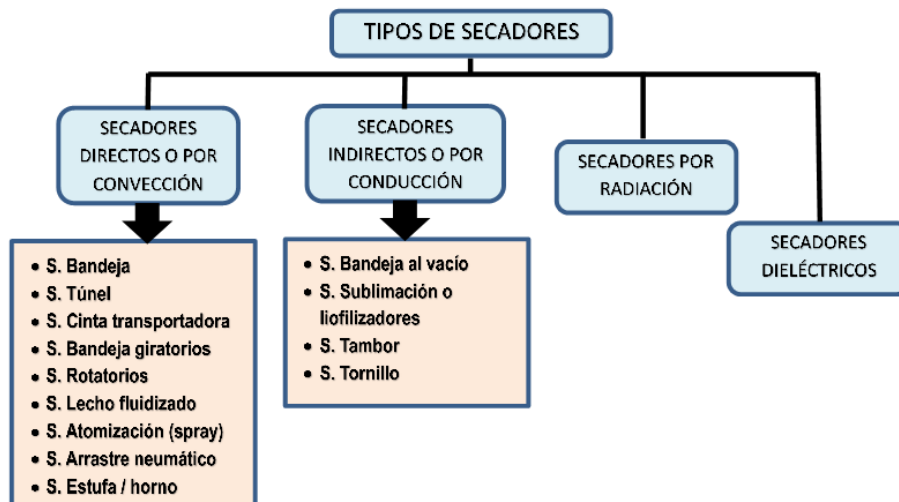 TIPOS DE SECADORES
SECADORES
DIRECTOS O POR
CONVECCIÓN
• S. Bandeja
• S. Túnel
• S. Cinta transportadora
• S. Bandeja giratorios
• S. Rotatorios
• S. Lecho fluidizado
• S. Atomización (spray)
• S. Arrastre neumático
• S. Estufa / horno
SECADORES
INDIRECTOS O POR
CONDUCCIÓN
• S. Bandeja al vacío
• S. Sublimación o
liofilizadores
• S. Tambor
• S. Tornillo
SECADORES POR
RADIACIÓN
SECADORES
DIELÉCTRICOS